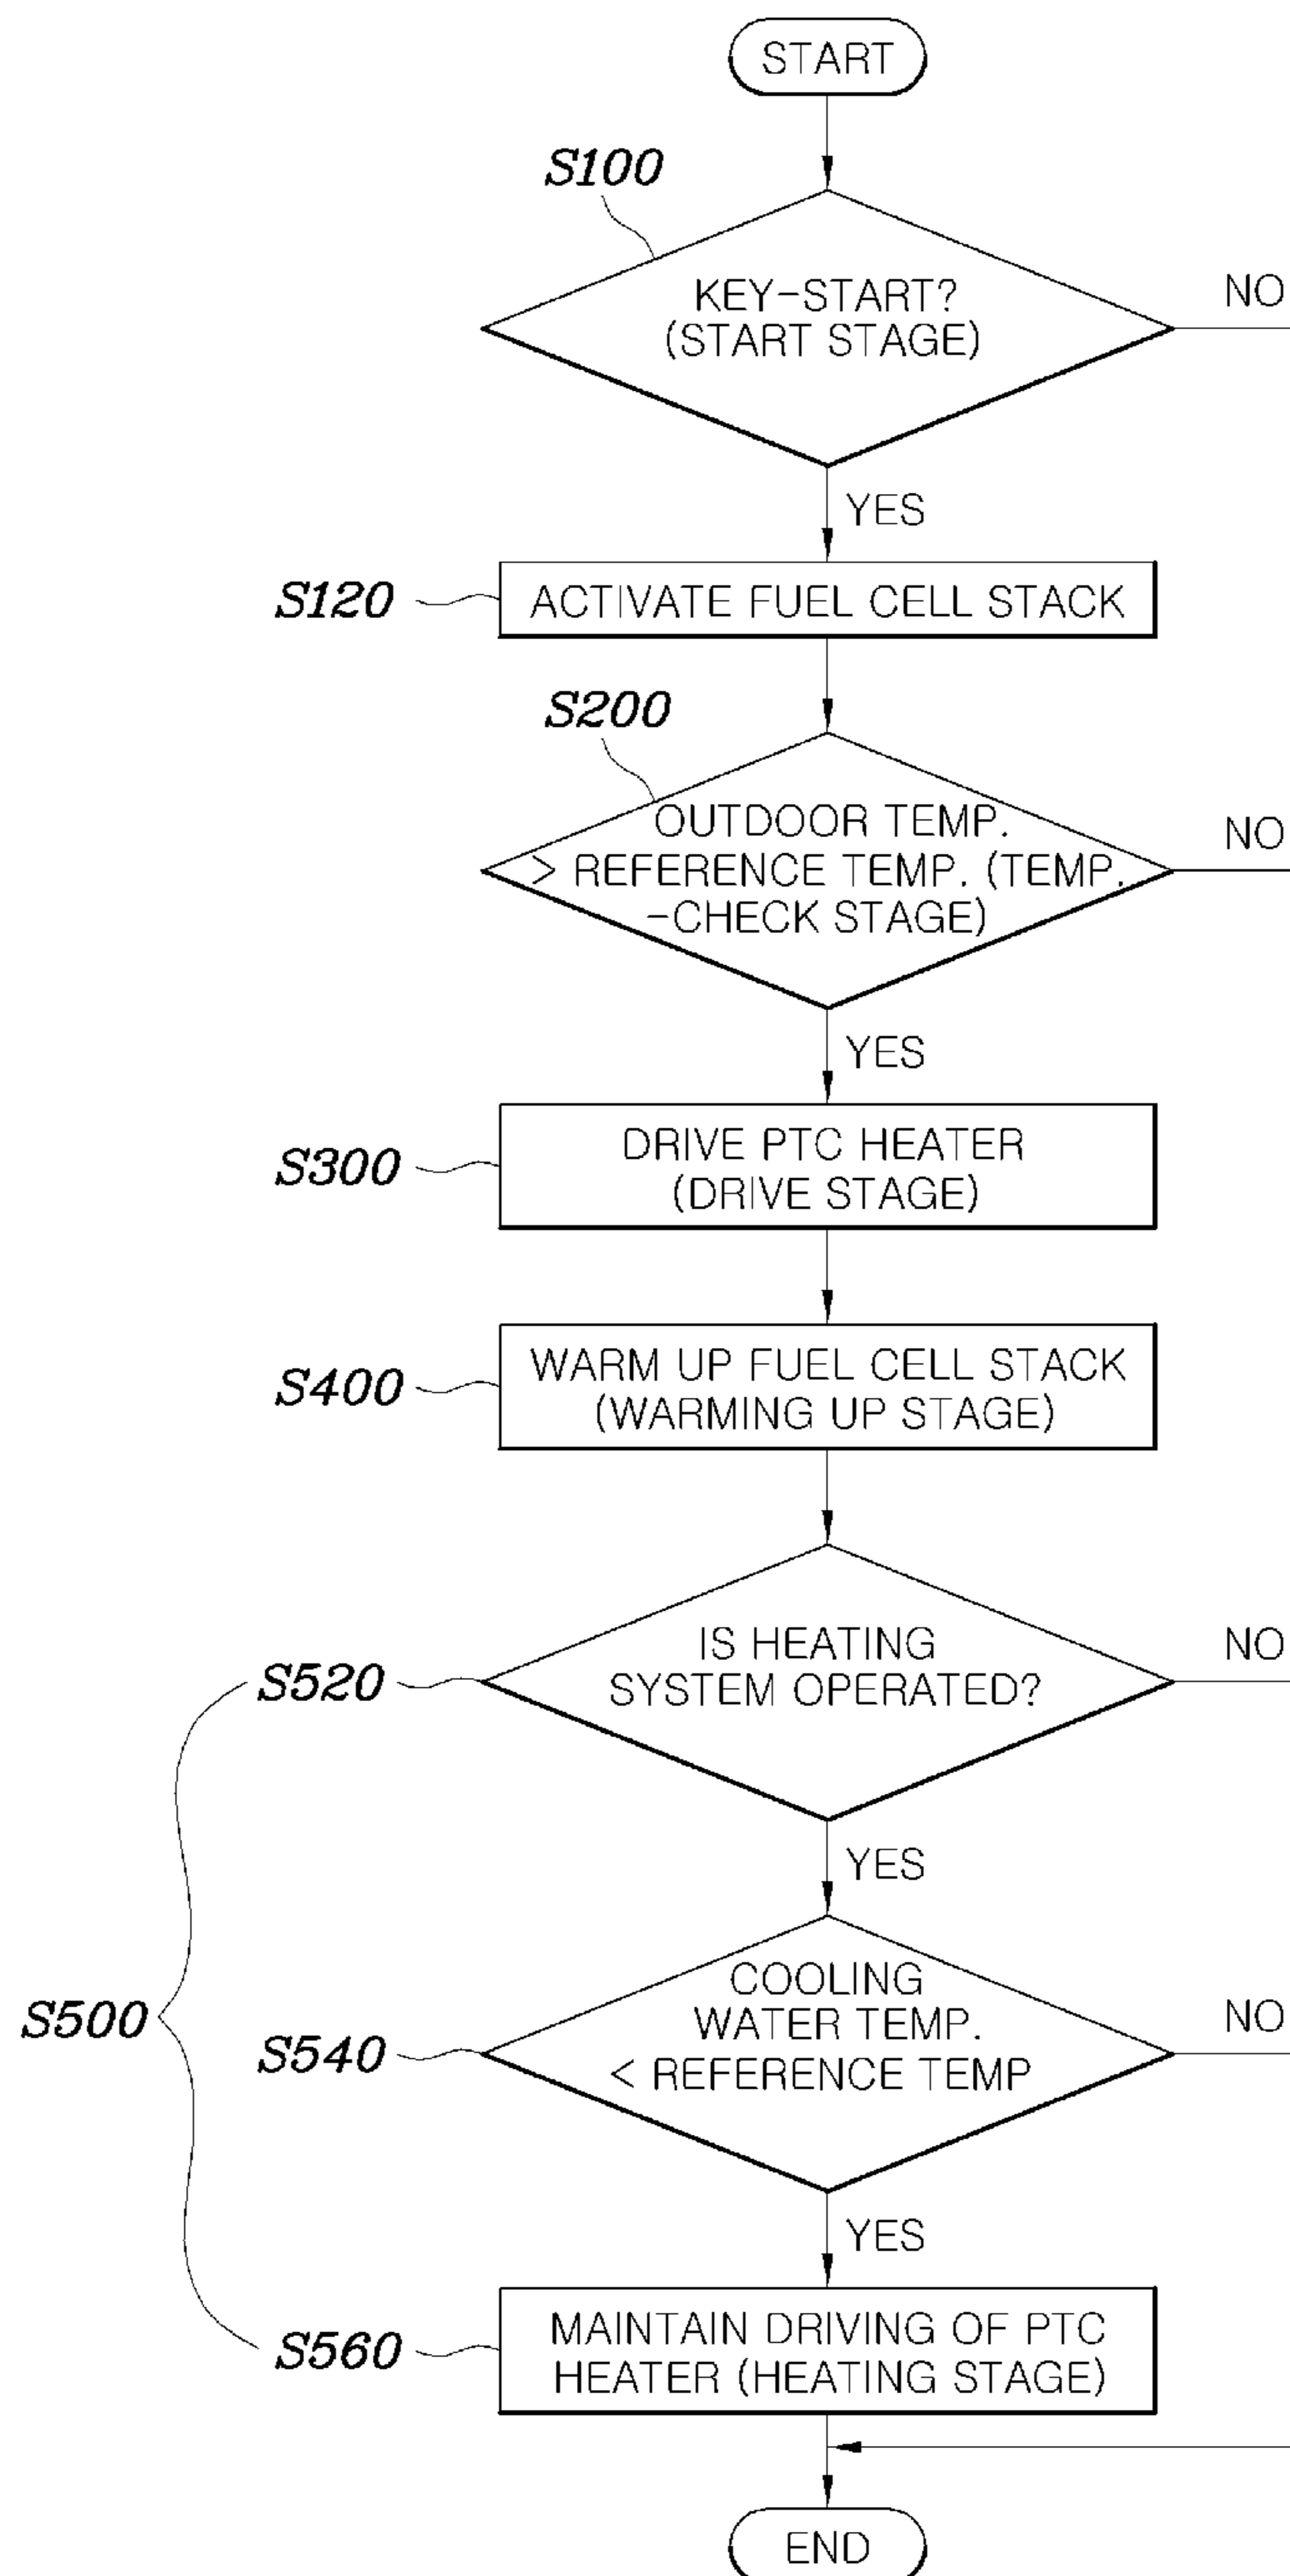 START
S100
KEY-START?
(START STAGE)
NO
YES
S120
ACTIVATE FUEL CELL STACK
S200
OUTDOOR TEMP.
> REFERENCE TEMP. (TEMP.
-CHECK STAGE)
NO
YES
S300
DRIVE PTC HEATER
(DRIVE STAGE)
S400
WARM UP FUEL CELL STACK
(WARMING UP STAGE)
IS HEATING
SYSTEM OPERATED?
S520
NO
YES
S500
S540
COOLING
WATER TEMP.
< REFERENCE TEMP
NO
YES
S560
MAINTAIN DRIVING OF PTC
HEATER (HEATING STAGE)
END